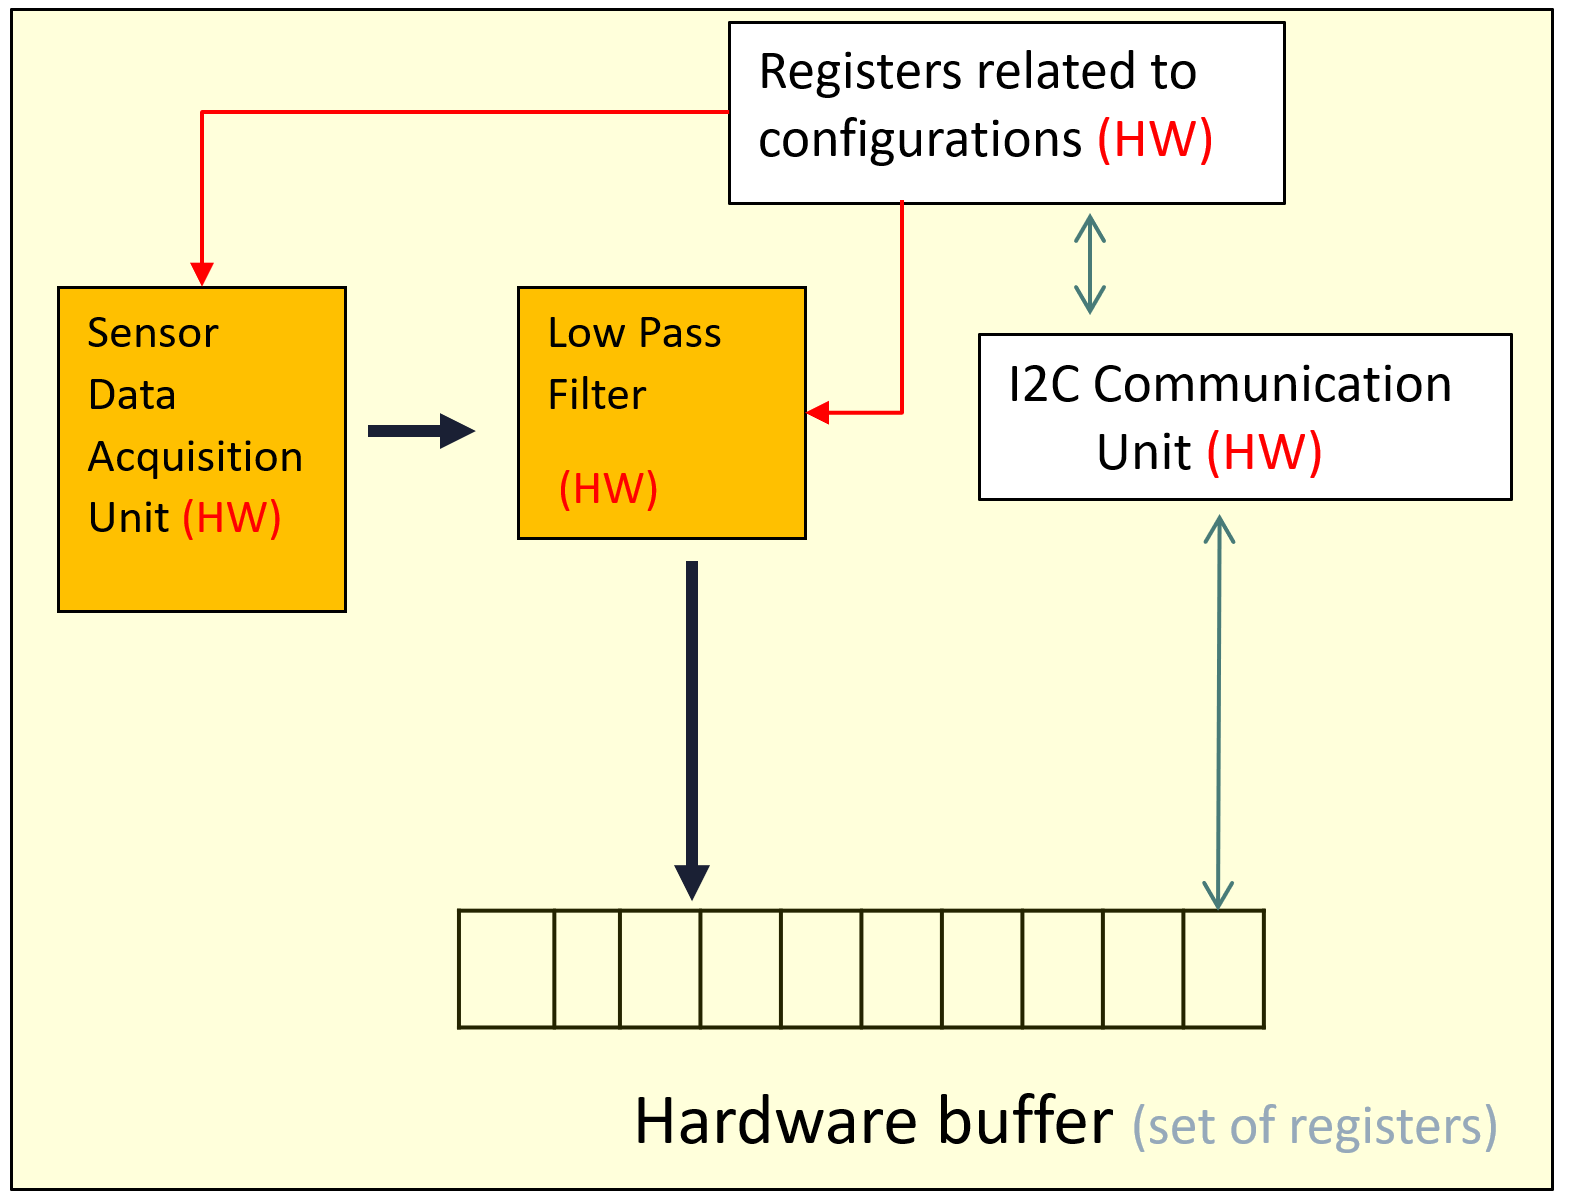 Registers related to
configurations (HW)
Sensor
Data
Acquisition
Unit (HW)
Low Pass
Filter
(HW)
I2C Communication
Unit (HW)
Hardware buffer (set of registers)